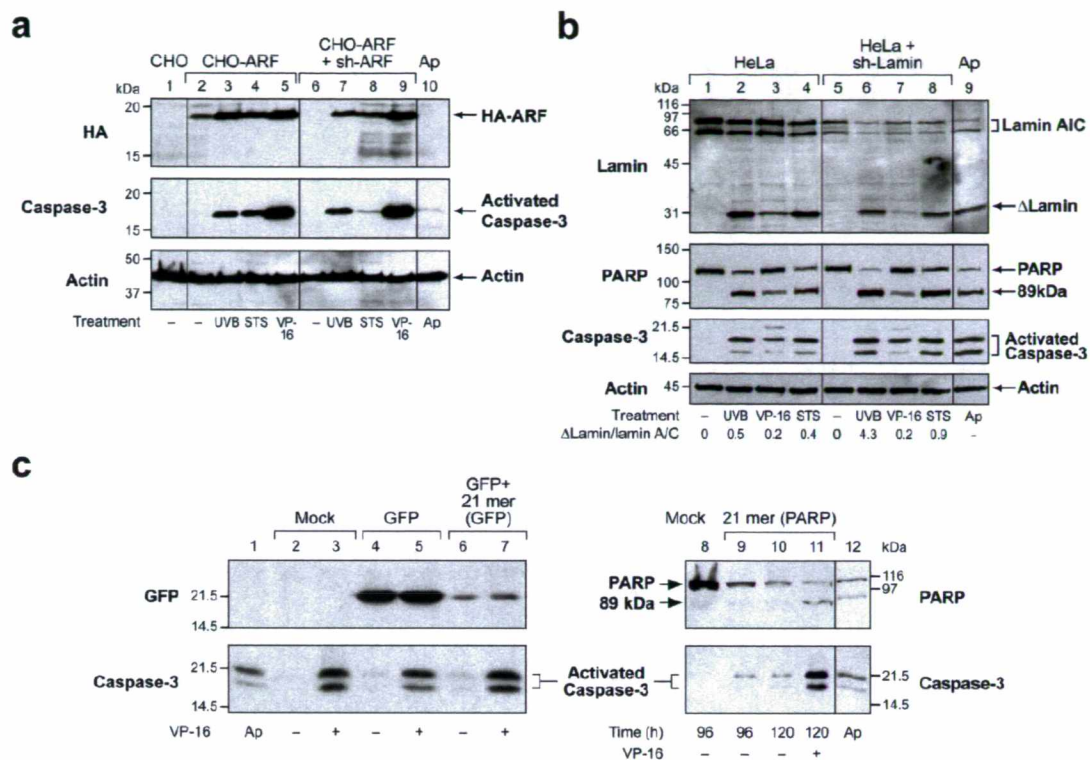 a
CHO CHO-ARF CHO-ARF + sh-ARF Ap
kDa 1 2 3 4 5 6 7 8 9 10
HA 20 15 HA-ARF
Caspase-3 20 15 Activated Caspase-3
Actin 50 37 Actin
Treatment – – UVB STS VP-16 – UVB STS VP-16 Ap
b
HeLa HeLa + sh-Lamin Ap
kDa 1 2 3 4 5 6 7 8 9
Lamin 116 97 66 45 31 Lamin AIC ΔLamin
PARP 150 100 75 PARP 89kDa
Caspase-3 21.5 14.5 Activated Caspase-3
Actin 45 Actin
Treatment – UVB VP-16 STS – UVB VP-16 STS Ap
ΔLamin/lamin A/C 0 0.5 0.2 0.4 0 4.3 0.2 0.9 -
c
Mock GFP GFP+ 21 mer (GFP)
1 2 3 4 5 6 7
GFP 21.5 14.5
Caspase-3 21.5 14.5 Activated Caspase-3
VP-16 Ap – + – + – +
Mock 21 mer (PARP)
8 9 10 11 12 kDa
PARP 89 kDa 116 97 PARP
21.5 14.5 Caspase-3
Time (h) 96 96 120 120 Ap
VP-16 – – – +